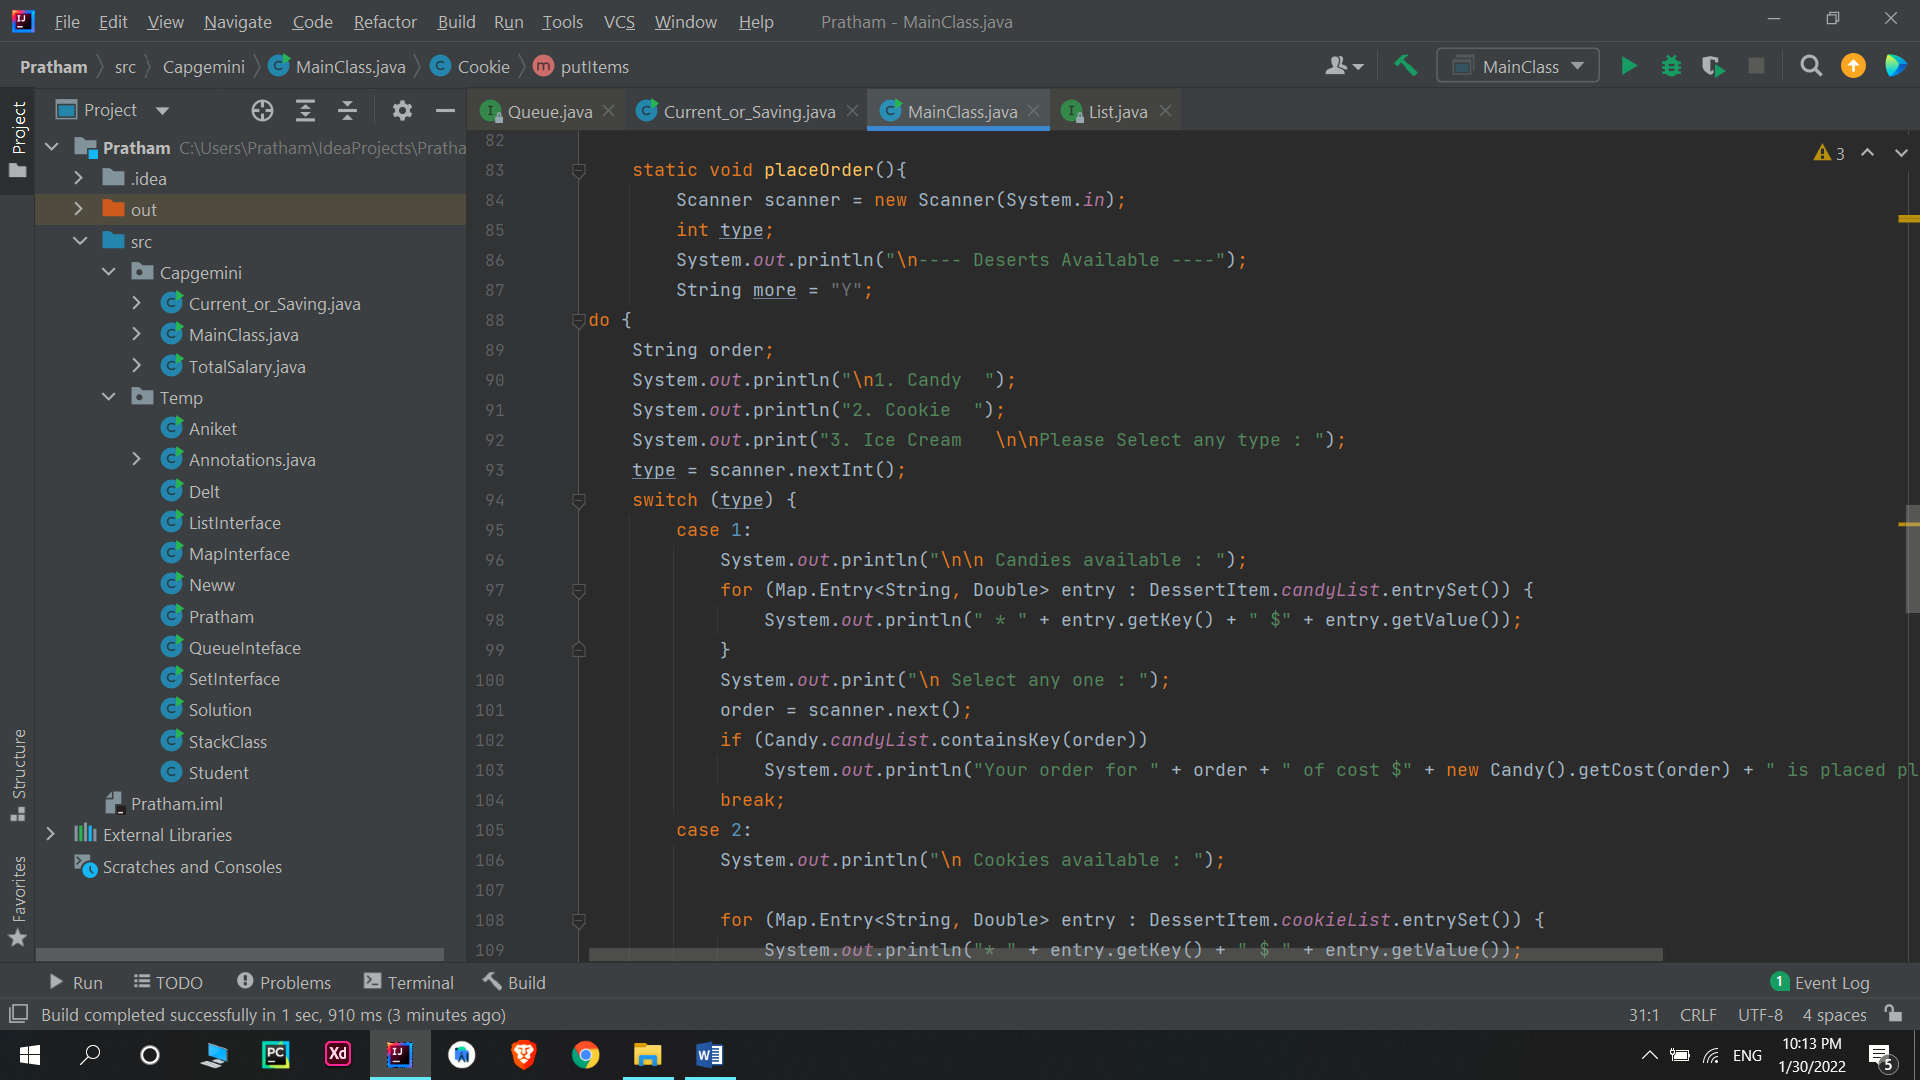 File Edit View Navigate Code Refactor Build Run Tools VCS Window Help Pratham - MainClass.java
Pratham src Capgemini MainClass.java Cookie putItems MainClass
Project
Queue.java Current_or_Saving.java MainClass.java List.java
Project
Structure
Favorites
Pratham C:\Users\Pratham\IdeaProjects\Pratha
.idea
out
src
Capgemini
Current_or_Saving.java
MainClass.java
TotalSalary.java
Temp
Aniket
Annotations.java
Delt
ListInterface
MapInterface
Neww
Pratham
QueueInteface
SetInterface
Solution
StackClass
Student
Pratham.iml
External Libraries
Scratches and Consoles
3
82
83 static void placeOrder(){
84 Scanner scanner = new Scanner(System.in);
85 int type;
86 System.out.println("\n---- Deserts Available ----");
87 String more = "Y";
88 do {
89 String order;
90 System.out.println("\n1. Candy  ");
91 System.out.println("2. Cookie  ");
92 System.out.print("3. Ice Cream   \n\nPlease Select any type : ");
93 type = scanner.nextInt();
94 switch (type) {
95 case 1:
96 System.out.println("\n\n Candies available : ");
97 for (Map.Entry<String, Double> entry : DessertItem.candyList.entrySet()) {
98 System.out.println(" * " + entry.getKey() + " $" + entry.getValue());
99 }
100 System.out.print("\n Select any one : ");
101 order = scanner.next();
102 if (Candy.candyList.containsKey(order))
103 System.out.println("Your order for " + order + " of cost $" + new Candy().getCost(order) + " is placed pl
104 break;
105 case 2:
106 System.out.println("\n Cookies available : ");
107
108 for (Map.Entry<String, Double> entry : DessertItem.cookieList.entrySet()) {
109 System.out.println("* " + entry.getKey() + " $ " + entry.getValue());
Run TODO Problems Terminal Build 1 Event Log
Build completed successfully in 1 sec, 910 ms (3 minutes ago) 31:1 CRLF UTF-8 4 spaces
PC Xd IJ W ENG 10:13 PM
1/30/2022 5